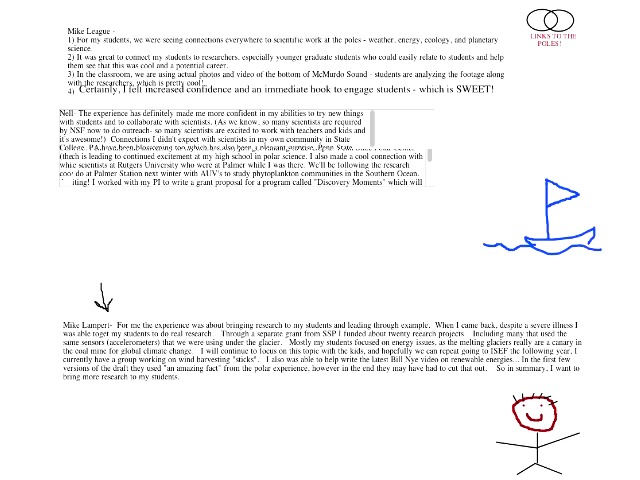 Mike League -
1) For my students, we were seeing connections everywhere to scientific work at the poles - weather, energy, ecology, and planetary
science.
2) It was great to connect my students to researchers, especially younger graduate students who could easily relate to students and help
them see that this was cool and a potential career.
3) In the classroom, we are using actual photos and video of the bottom of McMurdo Sound - students are analyzing the footage along
with the researchers, which is pretty cool!
4) Certainly, I felt increased confidence and an immediate hook to engage students - which is SWEET!
LINKS TO THE
POLES!
Nell- The experience has definitely made me more confident in my abilities to try new things
with students and to collaborate with scientists. (As we know, so many scientists are required
by NSF now to do outreach- so many scientists are excited to work with teachers and kids and
it's awesome!) Connections I didn't expect with scientists in my own community in State
College, PA have been
(thech is leading to continued excitement at my high school in polar science. I also made a cool connection with
while scientists at Rutgers University who were at Palmer while I was there. We'll be following the research
do at Palmer Station next winter with AUV's to study phytoplankton communities in the Southern Ocean.
iting! I worked with my PI to write a grant proposal for a program called "Discovery Moments" which will
Mike Lampert- For me the experience was about bringing research to my students and leading through example. When I came back, despite a severe illness I
was able toget my students to do real research. Through a separate grant from SSP I funded about twenty reearch projects. Including many that used the
same sensors (accelerometers) that we were using under the glacier. Mostly my students focused on energy issues, as the melting glaciers really are a canary in
the coal mine for global climate change. I will continue to focus on this topic with the kids, and hopefully we can repeat going to ISEF the following year, I
currently have a group working on wind harvesting "sticks". I also was able to help write the latest Bill Nye video on renewable energies... In the first few
versions of the draft they used "an amazing fact" from the polar experience, however in the end they may have had to cut that out. So in summary, I want to
bring more research to my students.